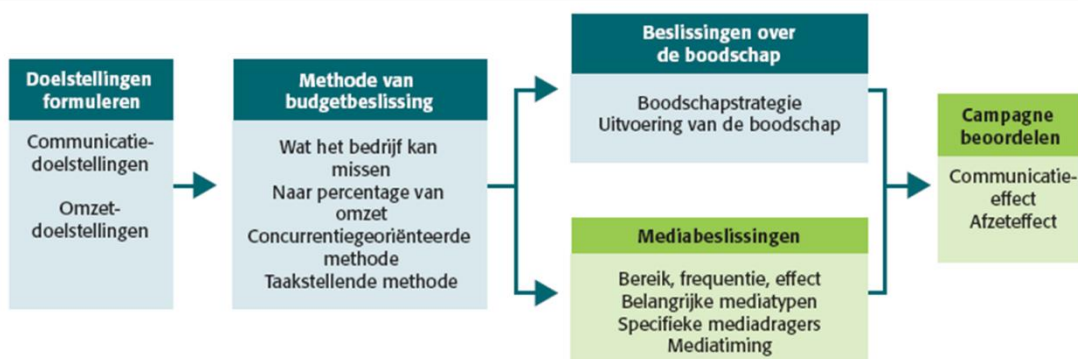 Doelstellingen
formuleren
Communicatie-
doelstellingen
Omzet-
doelstellingen
Methode van
budgetbeslissing
Wat het bedrijf kan
missen
Naar percentage van
omzet
Concurrentiegeoriënteerde
methode
Taakstellende methode
Beslissingen over
de boodschap
Boodschapstrategie
Uitvoering van de boodschap
Mediabeslissingen
Bereik, frequentie, effect
Belangrijke mediatypen
Specifieke mediadragers
Mediatiming
Campagne
beoordelen
Communicatie-
effect
Afzeteffect